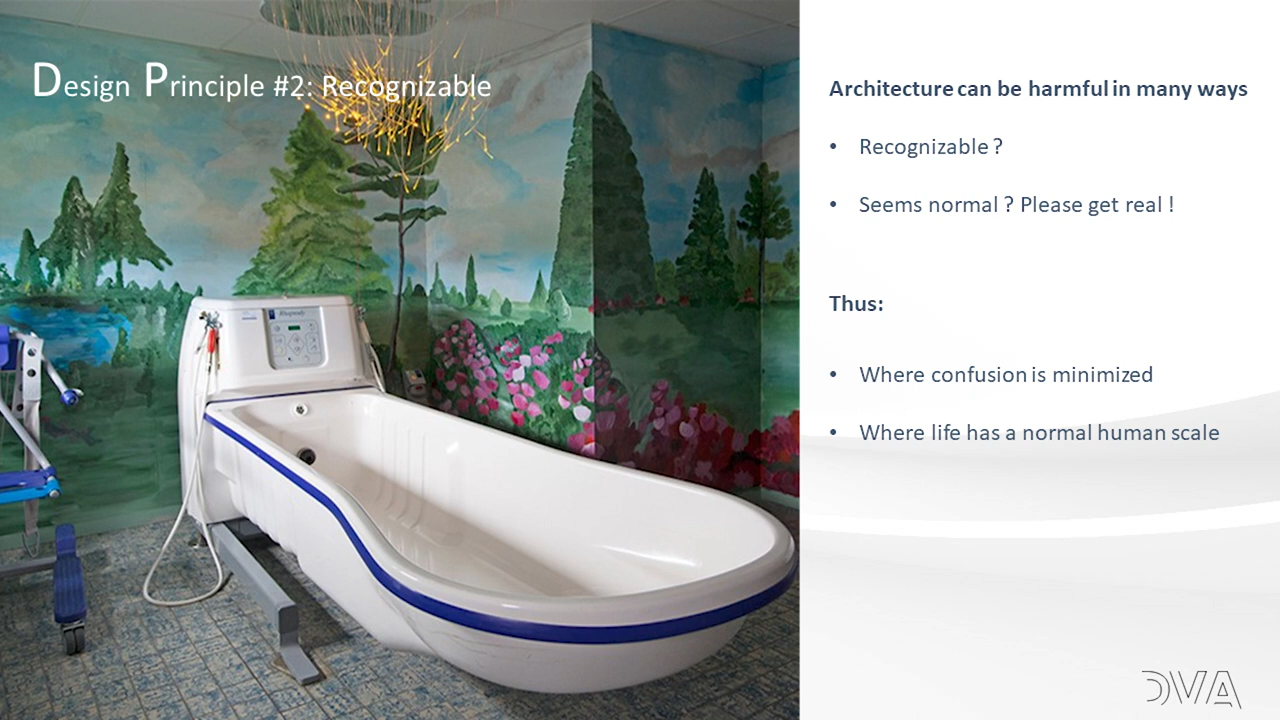 Design Principle #2: Recognizable
Architecture can be harmful in many ways
• Recognizable ?
• Seems normal ? Please get real !
Thus:
• Where confusion is minimized
• Where life has a normal human scale
Rhapsody
DVA